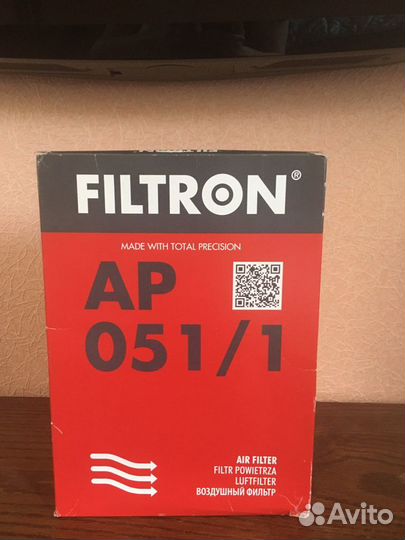 FILTRON®
MADE WITH TOTAL PRECISION
AP
051/1
AIR FILTER
FILTR POWIETRZA
LUFTFILTER
ВОЗДУШНЫЙ ФИЛЬТР
Avito